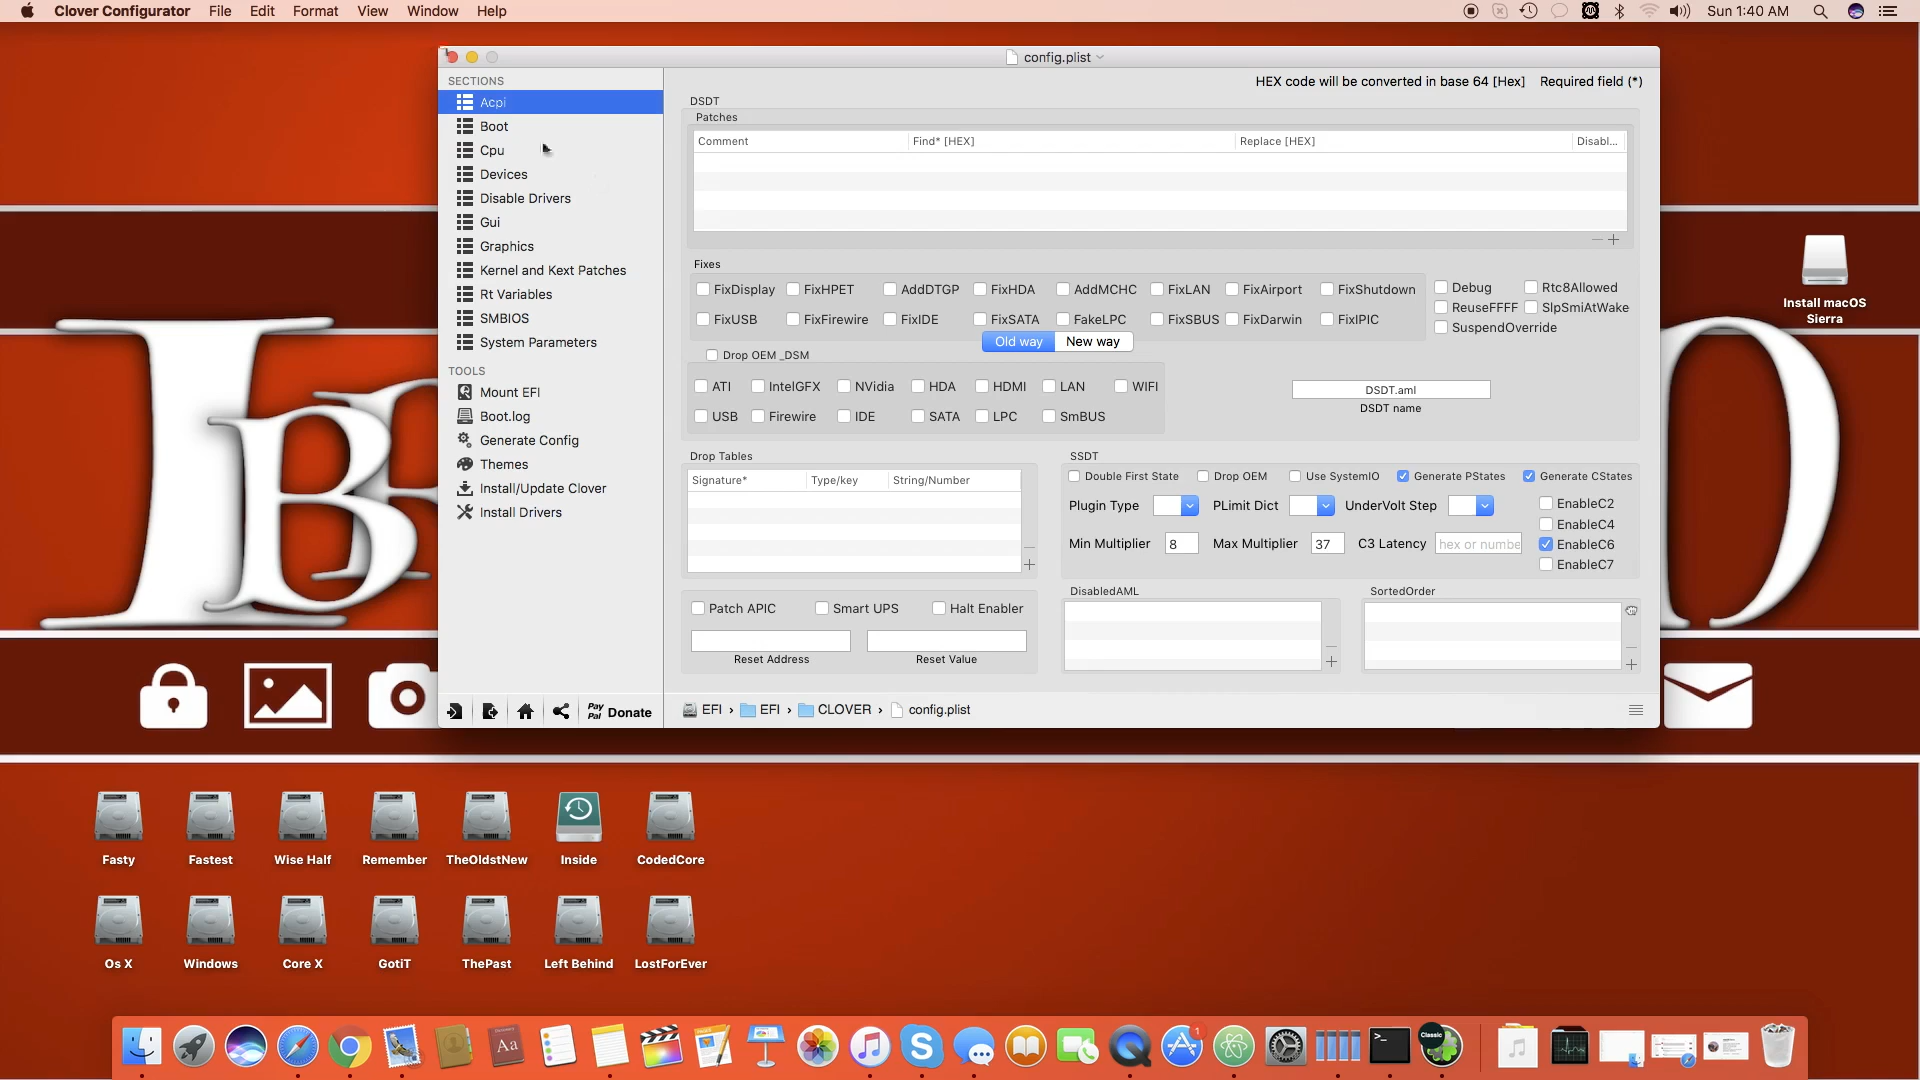 Clover Configurator File Edit Format View Window Help
Sun 1:40 AM
config.plist
SECTIONS
HEX code will be converted in base 64 [Hex] Required field (*)
Acpi
Boot
Cpu
Devices
Disable Drivers
Gui
Graphics
Kernel and Kext Patches
Rt Variables
SMBIOS
System Parameters
TOOLS
Mount EFI
Boot.log
Generate Config
Themes
Install/Update Clover
Install Drivers
Pay Pal Donate
DSDT
Patches
Comment Find* [HEX] Replace [HEX] Disabl...
Fixes
FixDisplay FixHPET AddDTGP FixHDA AddMCHC FixLAN FixAirport FixShutdown
FixUSB FixFirewire FixIDE FixSATA FakeLPC FixSBUS FixDarwin FixIPIC
Debug Rtc8Allowed
ReuseFFFF SlpSmiAtWake
SuspendOverride
Old way New way
Drop OEM _DSM
ATI IntelGFX NVidia HDA HDMI LAN WIFI
USB Firewire IDE SATA LPC SmBUS
DSDT.aml
DSDT name
Drop Tables
Signature* Type/key String/Number
SSDT
Double First State Drop OEM Use SystemIO Generate PStates Generate CStates
Plugin Type PLimit Dict UnderVolt Step
Min Multiplier 8 Max Multiplier 37 C3 Latency hex or numbe
EnableC2
EnableC4
EnableC6
EnableC7
Patch APIC Smart UPS Halt Enabler
Reset Address Reset Value
DisabledAML
SortedOrder
EFI › EFI › CLOVER › config.plist
Install macOS
Sierra
Fasty Fastest Wise Half Remember TheOldstNew Inside CodedCore
Os X Windows Core X GotiT ThePast Left Behind LostForEver
Dictionary
Aa
1
Classic